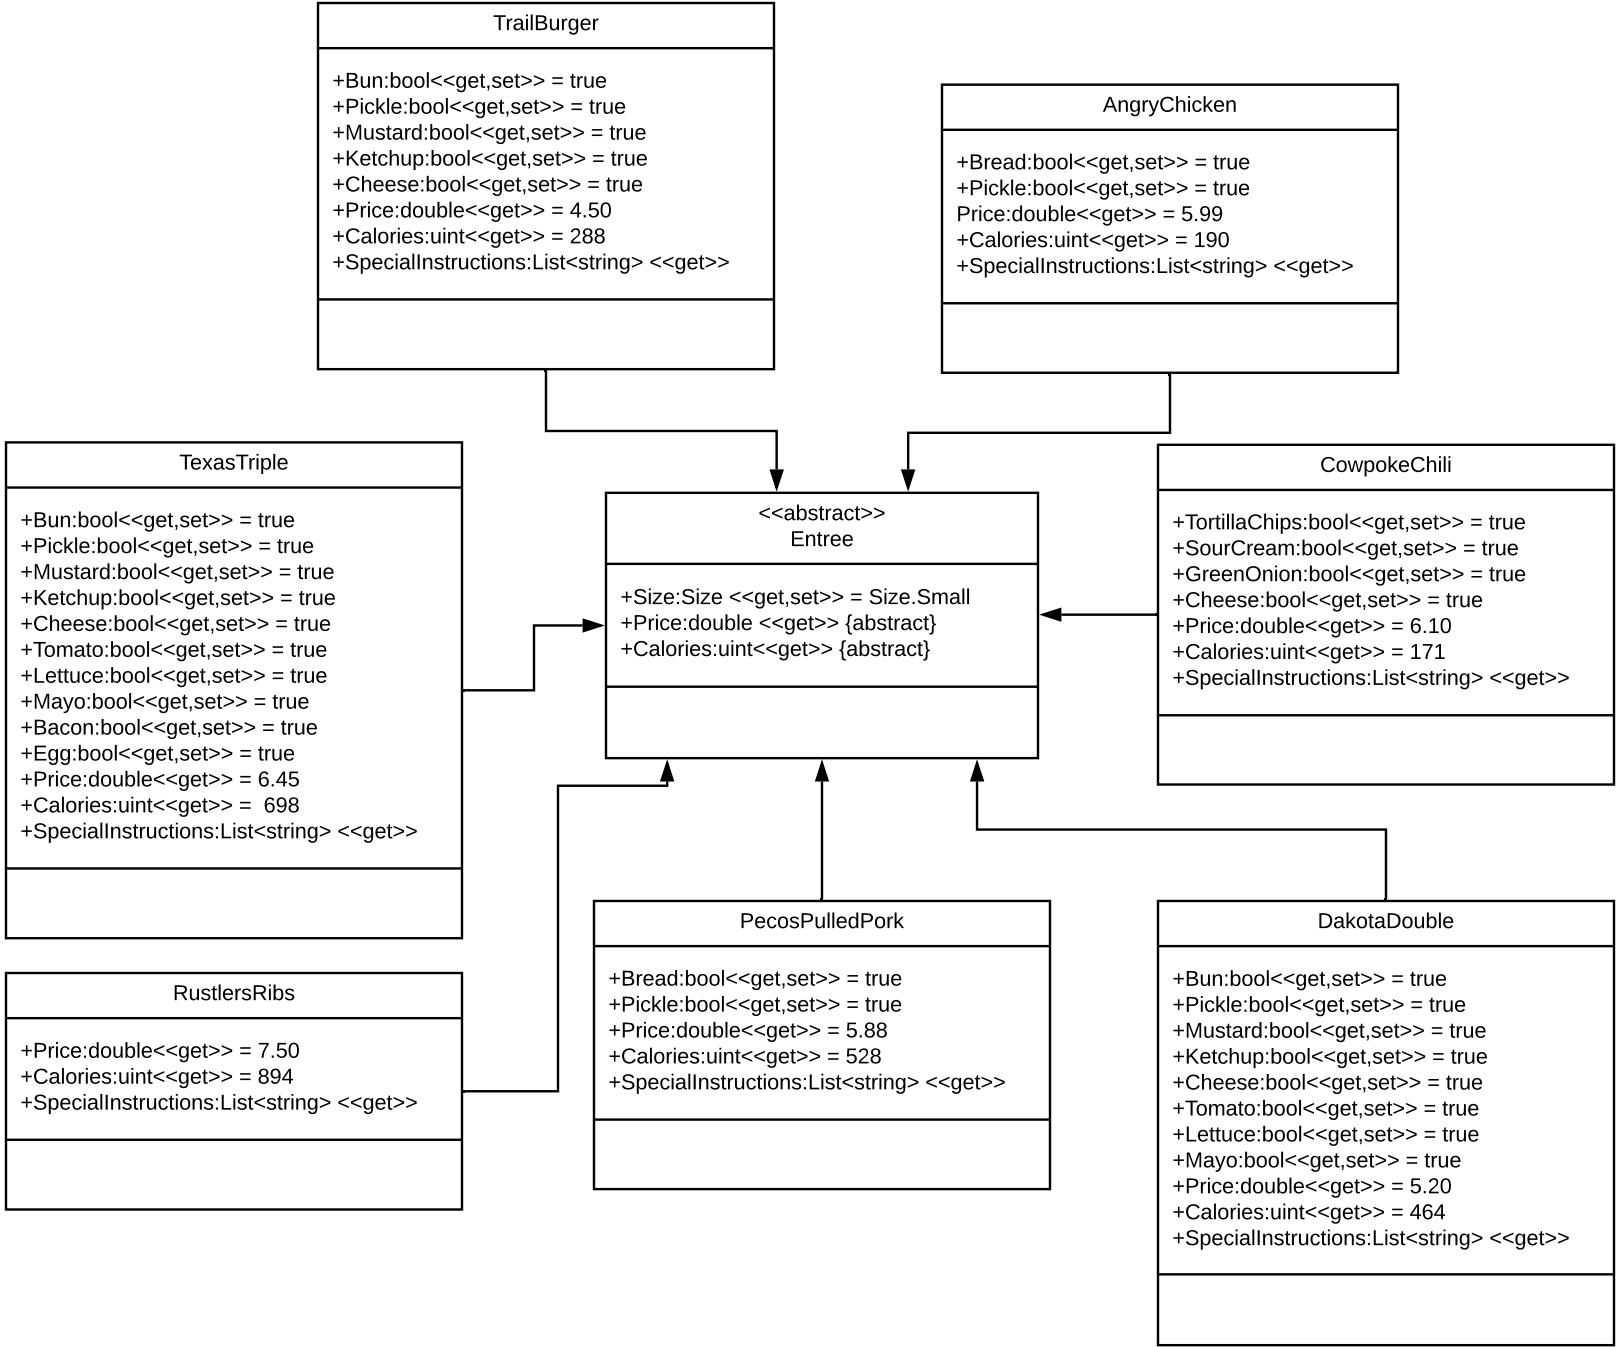 TrailBurger
+Bun:bool<<get,set>> = true
+Pickle:bool<<get,set>> = true
+Mustard:bool<<get,set>> = true
+Ketchup:bool<<get,set>> = true
+Cheese:bool<<get,set>> = true
+Price:double<<get>> = 4.50
+Calories:uint<<get>> = 288
+SpecialInstructions:List<string> <<get>>
AngryChicken
+Bread:bool<<get,set>> = true
+Pickle:bool<<get,set>> = true
Price:double<<get>> = 5.99
+Calories:uint<<get>> = 190
+SpecialInstructions:List<string> <<get>>
TexasTriple
+Bun:bool<<get,set>> = true
+Pickle:bool<<get,set>> = true
+Mustard:bool<<get,set>> = true
+Ketchup:bool<<get,set>> = true
+Cheese:bool<<get,set>> = true
+Tomato:bool<<get,set>> = true
+Lettuce:bool<<get,set>> = true
+Mayo:bool<<get,set>> = true
+Bacon:bool<<get,set>> = true
+Egg:bool<<get,set>> = true
+Price:double<<get>> = 6.45
+Calories:uint<<get>> =  698
+SpecialInstructions:List<string> <<get>>
<<abstract>>
Entree
+Size:Size <<get,set>> = Size.Small
+Price:double <<get>> {abstract}
+Calories:uint<<get>> {abstract}
CowpokeChili
+TortillaChips:bool<<get,set>> = true
+SourCream:bool<<get,set>> = true
+GreenOnion:bool<<get,set>> = true
+Cheese:bool<<get,set>> = true
+Price:double<<get>> = 6.10
+Calories:uint<<get>> = 171
+SpecialInstructions:List<string> <<get>>
RustlersRibs
+Price:double<<get>> = 7.50
+Calories:uint<<get>> = 894
+SpecialInstructions:List<string> <<get>>
PecosPulledPork
+Bread:bool<<get,set>> = true
+Pickle:bool<<get,set>> = true
+Price:double<<get>> = 5.88
+Calories:uint<<get>> = 528
+SpecialInstructions:List<string> <<get>>
DakotaDouble
+Bun:bool<<get,set>> = true
+Pickle:bool<<get,set>> = true
+Mustard:bool<<get,set>> = true
+Ketchup:bool<<get,set>> = true
+Cheese:bool<<get,set>> = true
+Tomato:bool<<get,set>> = true
+Lettuce:bool<<get,set>> = true
+Mayo:bool<<get,set>> = true
+Price:double<<get>> = 5.20
+Calories:uint<<get>> = 464
+SpecialInstructions:List<string> <<get>>